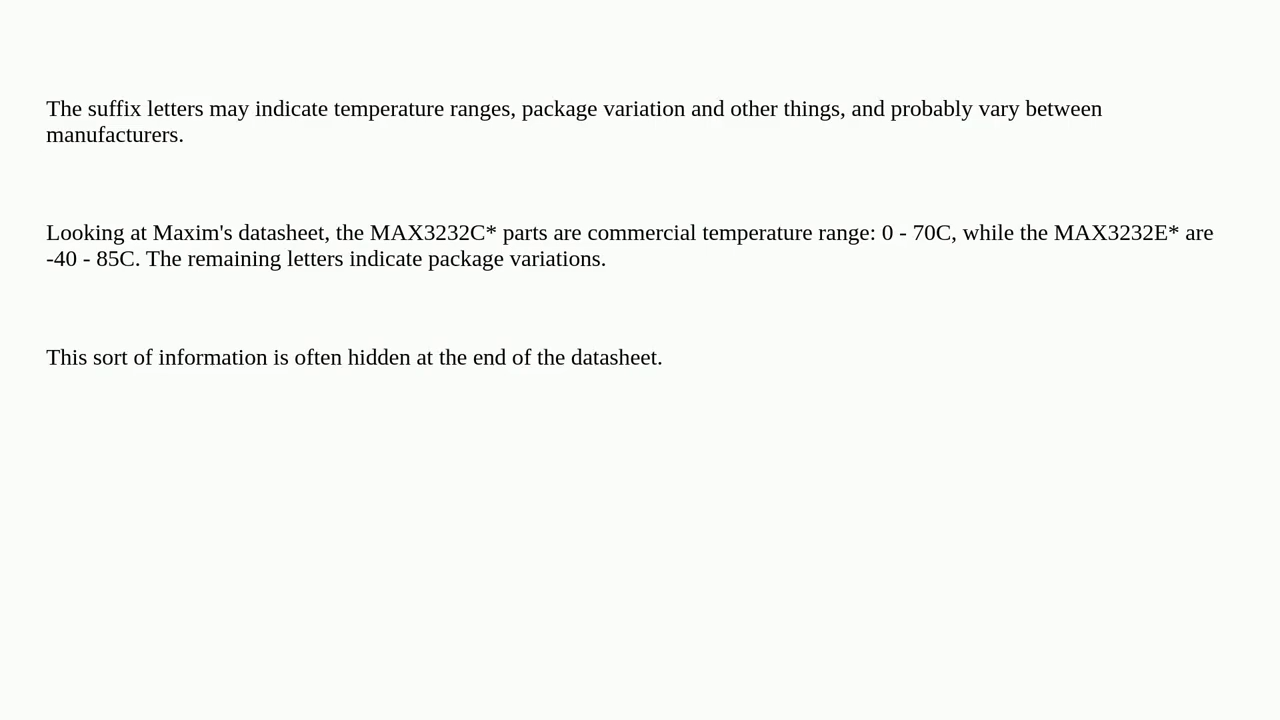 The suffix letters may indicate temperature ranges, package variation and other things, and probably vary between
manufacturers.
Looking at Maxim's datasheet, the MAX3232C* parts are commercial temperature range: 0 - 70C, while the MAX3232E* are
-40 - 85C. The remaining letters indicate package variations.
This sort of information is often hidden at the end of the datasheet.